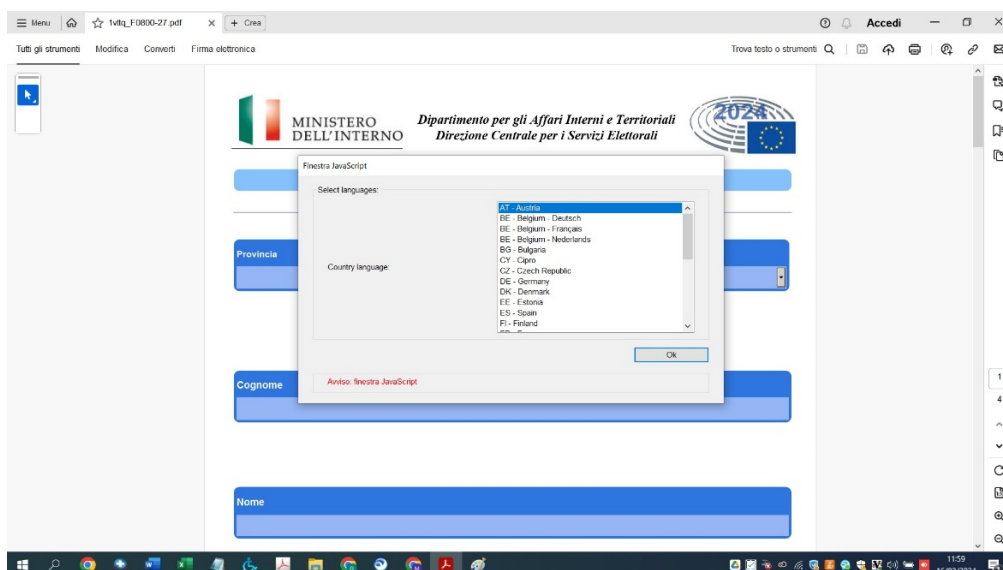 Menu
1vltq_F0800-27.pdf
+ Crea
Accedi
Tutti gli strumenti Modifica Converti Firma elettronica
Trova testo o strumenti
MINISTERO
DELL'INTERNO
Dipartimento per gli Affari Interni e Territoriali
Direzione Centrale per i Servizi Elettorali
2024
Finestra JavaScript
Select languages:
Country language:
AT - Austria
BE - Belgium - Deutsch
BE - Belgium - Français
BE - Belgium - Nederlands
BG - Bulgaria
CY - Cipro
CZ - Czech Republic
DE - Germany
DK - Denmark
EE - Estonia
ES - Spain
FI - Finland
Ok
Avviso: finestra JavaScript
Provincia
Cognome
Nome
1
4
11:59